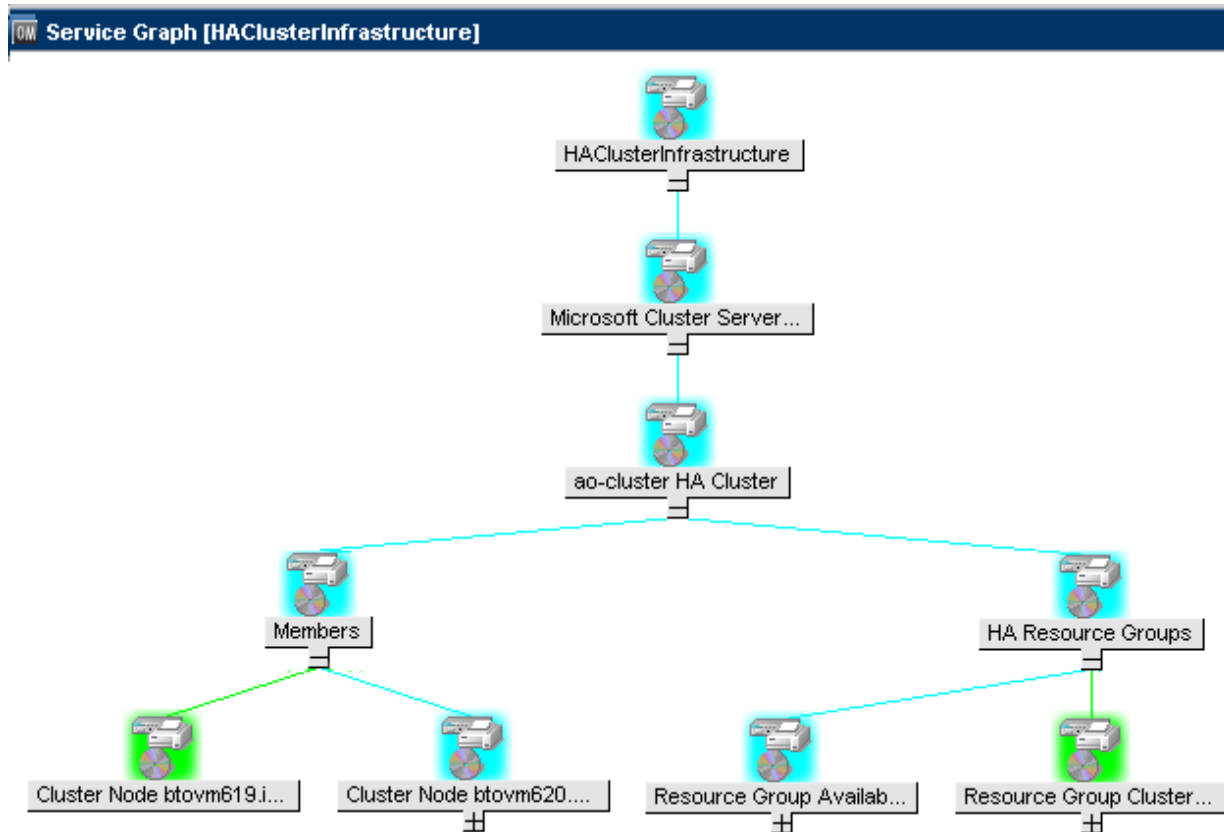 OM Service Graph [HAClusterInfrastructure]
HAClusterInfrastructure
Microsoft Cluster Server...
ao-cluster HA Cluster
Members
HA Resource Groups
Cluster Node btovm619.i...
Cluster Node btovm620....
Resource Group Availab...
Resource Group Cluster...